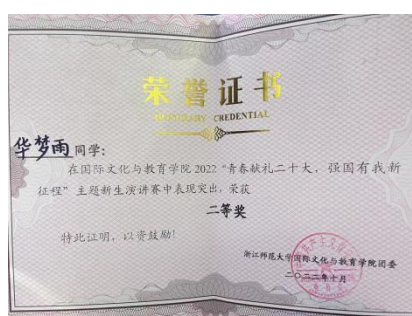 荣誉证书
HONORARY CREDENTIAL
华梦雨同学:
在国际文化与教育学院2022“青春献礼二十大，强国有我新
征程”主题新生演讲赛中表现突出，荣获
二等奖
特此证明，以资鼓励！
浙江师范大学国际文化与教育学院团委
二〇二二年十月